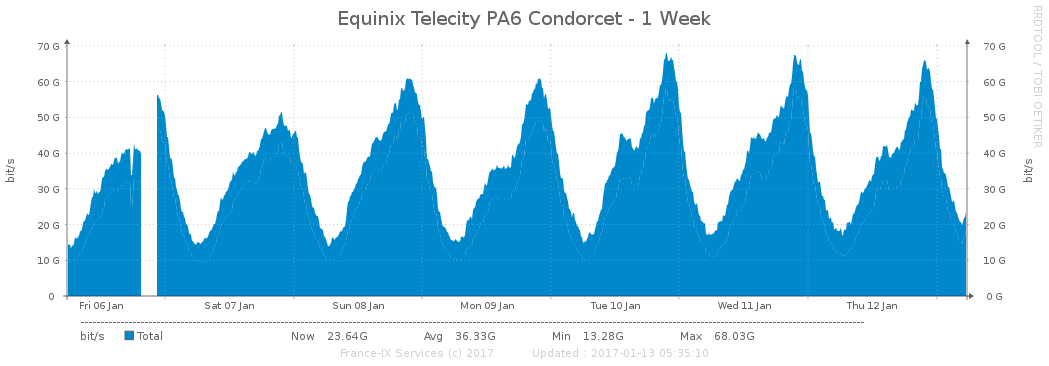 Equinix Telecity PA6 Condorcet - 1 Week
RRDTOOL / TOBI OETIKER
70 G 70 G
60 G 60 G
50 G 50 G
40 G 40 G
30 G 30 G
20 G 20 G
10 G 10 G
0 0 G
bit/s
bit/s
Fri 06 Jan Sat 07 Jan Sun 08 Jan Mon 09 Jan Tue 10 Jan Wed 11 Jan Thu 12 Jan
bit/s Total Now 23.64G Avg 36.33G Min 13.28G Max 68.03G
France-IX Services (c) 2017 Updated : 2017-01-13 05:35:10